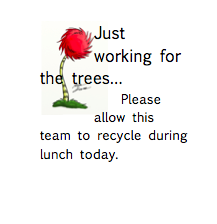 Just
working for
the trees...
Please
allow this
team to recycle during
lunch today.